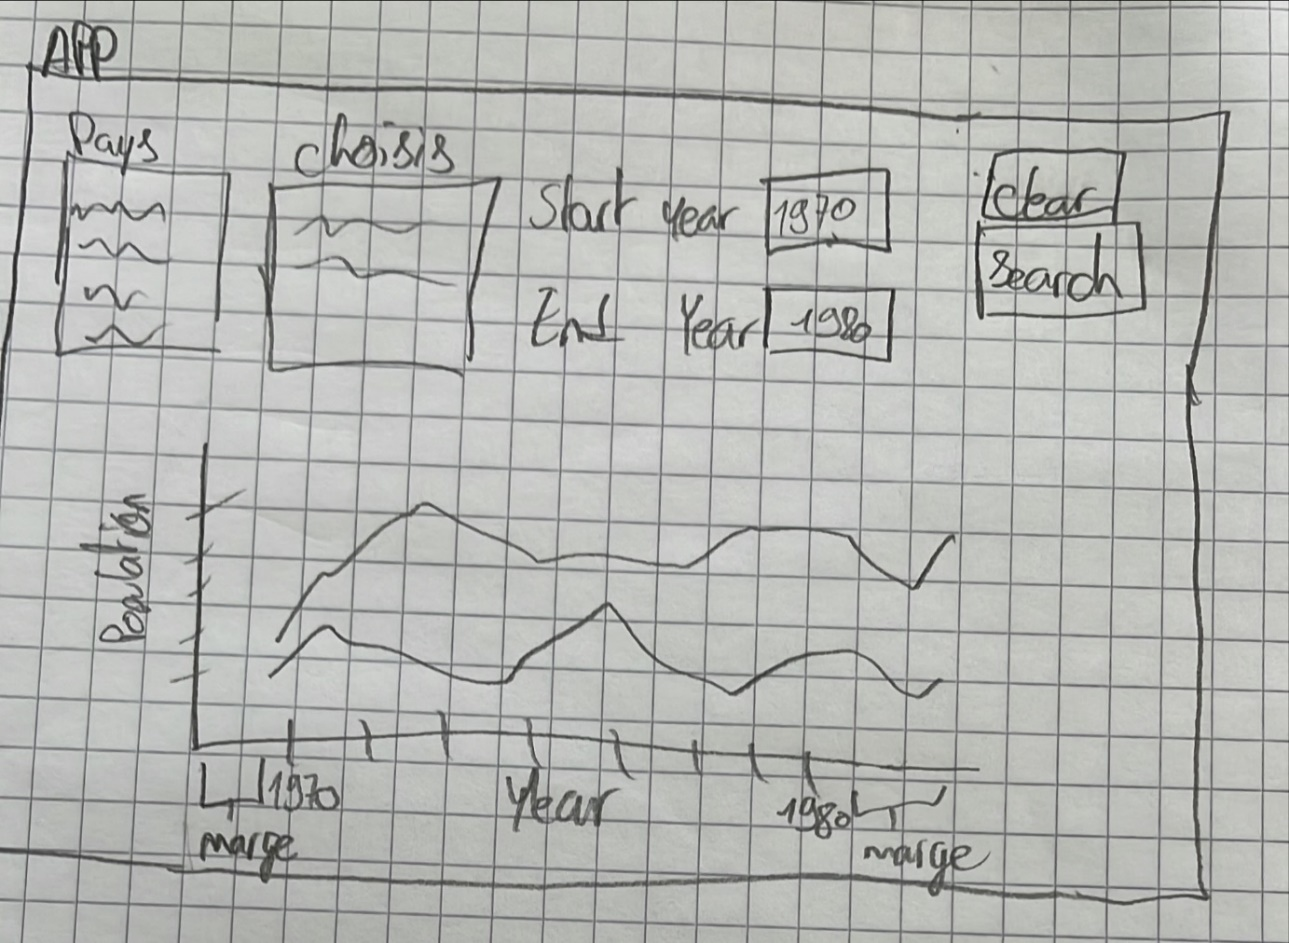 APP
Pays
choisis
Start year 1970
End Year 1980
Clear
Search
Population
1970
Year
1980
marge
marge